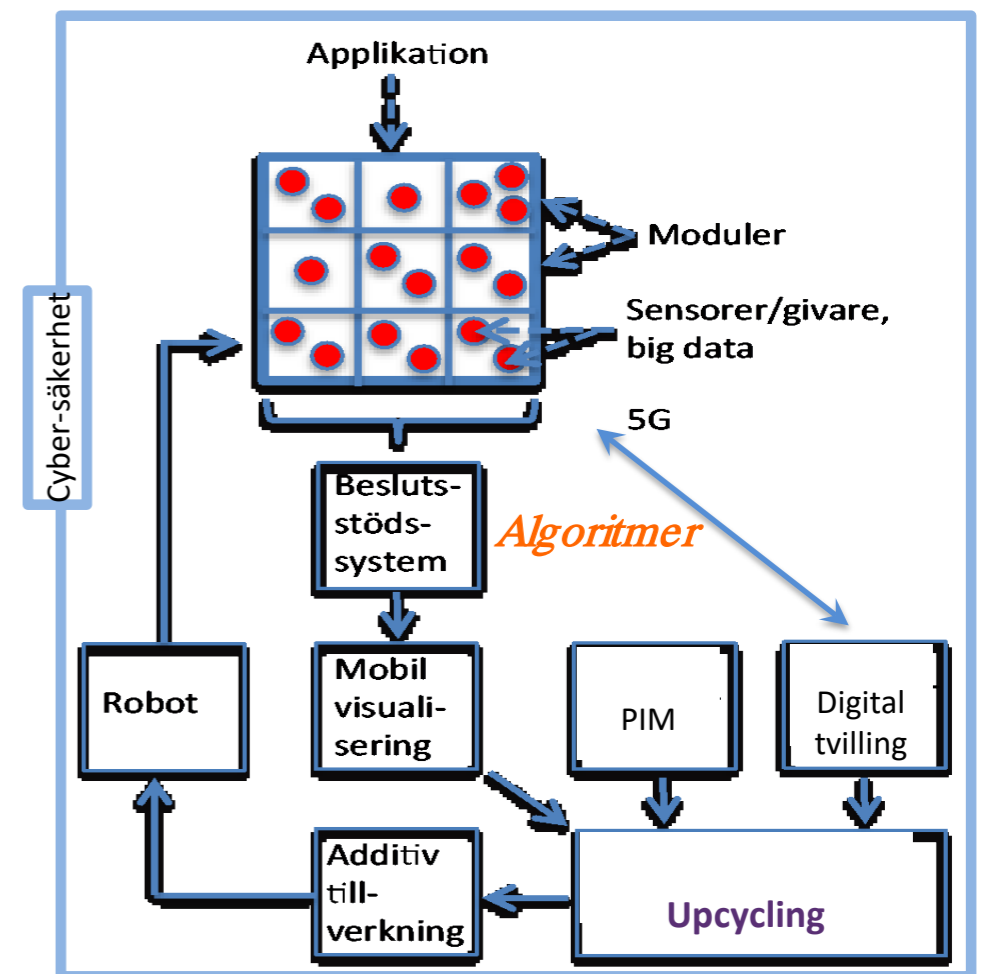 Applikation
Moduler
Sensorer/givare,
big data
Cyber-säkerhet
5G
Besluts-
stöds-
system
Algoritmer
Robot
Mobil
visuali-
sering
PIM
Digital
tvilling
Additiv
till-
verkning
Upcycling